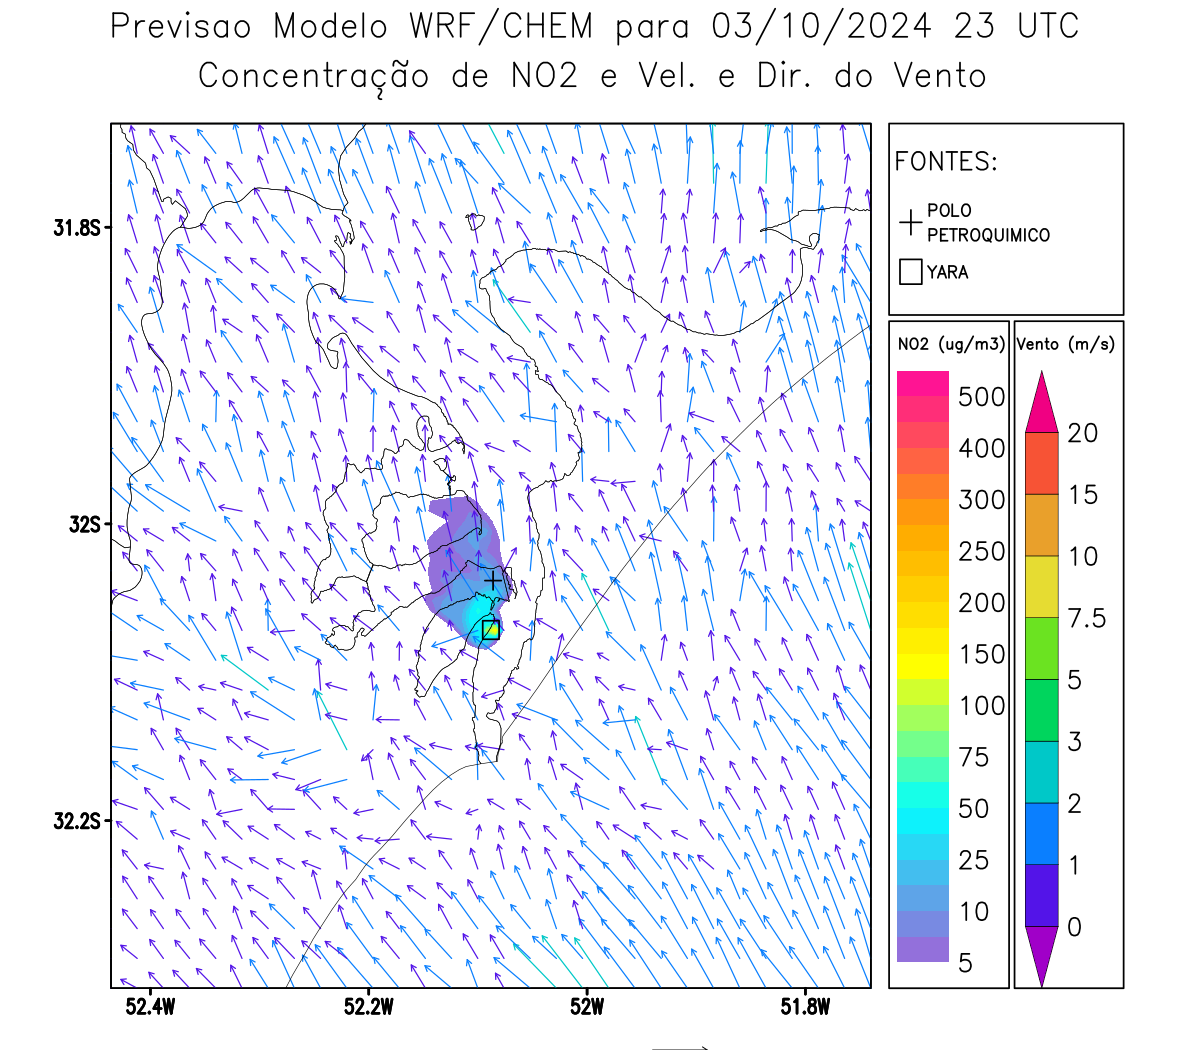 Previsao Modelo WRF/CHEM para 03/10/2024 23 UTC
Concentração de NO2 e Vel. e Dir. do Vento
FONTES:
POLO
PETROQUIMICO
YARA
31.8S
32S
32.2S
52.4W
52.2W
52W
51.8W
NO2 (ug/m3)
500
400
300
250
200
150
100
75
50
25
10
5
Vento (m/s)
20
15
10
7.5
5
3
2
1
0